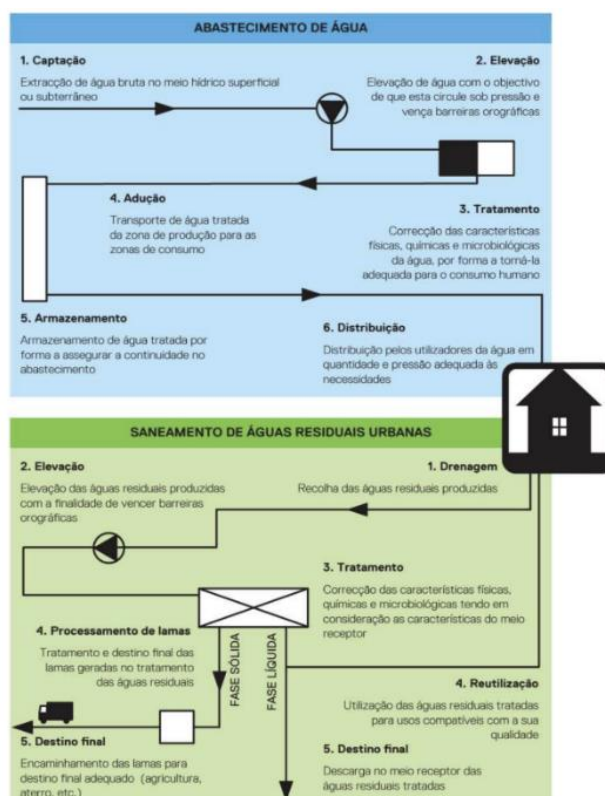 ABASTECIMENTO DE ÁGUA
1. Captação
Extracção de água bruta no meio hídrico superficial
ou subterrâneo
2. Elevação
Elevação de água com o objectivo
de que esta circule sob pressão e
vença barreiras orográficas
4. Adução
Transporte de água tratada
da zona de produção para as
zonas de consumo
3. Tratamento
Correcção das características
físicas, químicas e microbiológicas
da água, por forma a torná-la
adequada para o consumo humano
5. Armazenamento
Armazenamento de água tratada por
forma a assegurar a continuidade no
abastecimento
6. Distribuição
Distribuição pelos utilizadores da água em
quantidade e pressão adequada às
necessidades
SANEAMENTO DE ÁGUAS RESIDUAIS URBANAS
2. Elevação
Elevação das águas residuais produzidas
com a finalidade de vencer barreiras
orográficas
1. Drenagem
Recolha das águas residuais produzidas
3. Tratamento
Correcção das características físicas,
químicas e microbiológicas tendo em
consideração as características do meio
receptor
4. Processamento de lamas
Tratamento e destino final das
lamas geradas no tratamento
das águas residuais
FASE SÓLIDA
FASE LÍQUIDA
4. Reutilização
Utilização das águas residuais tratadas
para usos compatíveis com a sua
qualidade
5. Destino final
Encaminhamento das lamas para
destino final adequado (agricultura,
aterro, etc.)
5. Destino final
Descarga no meio receptor das
águas residuais tratadas